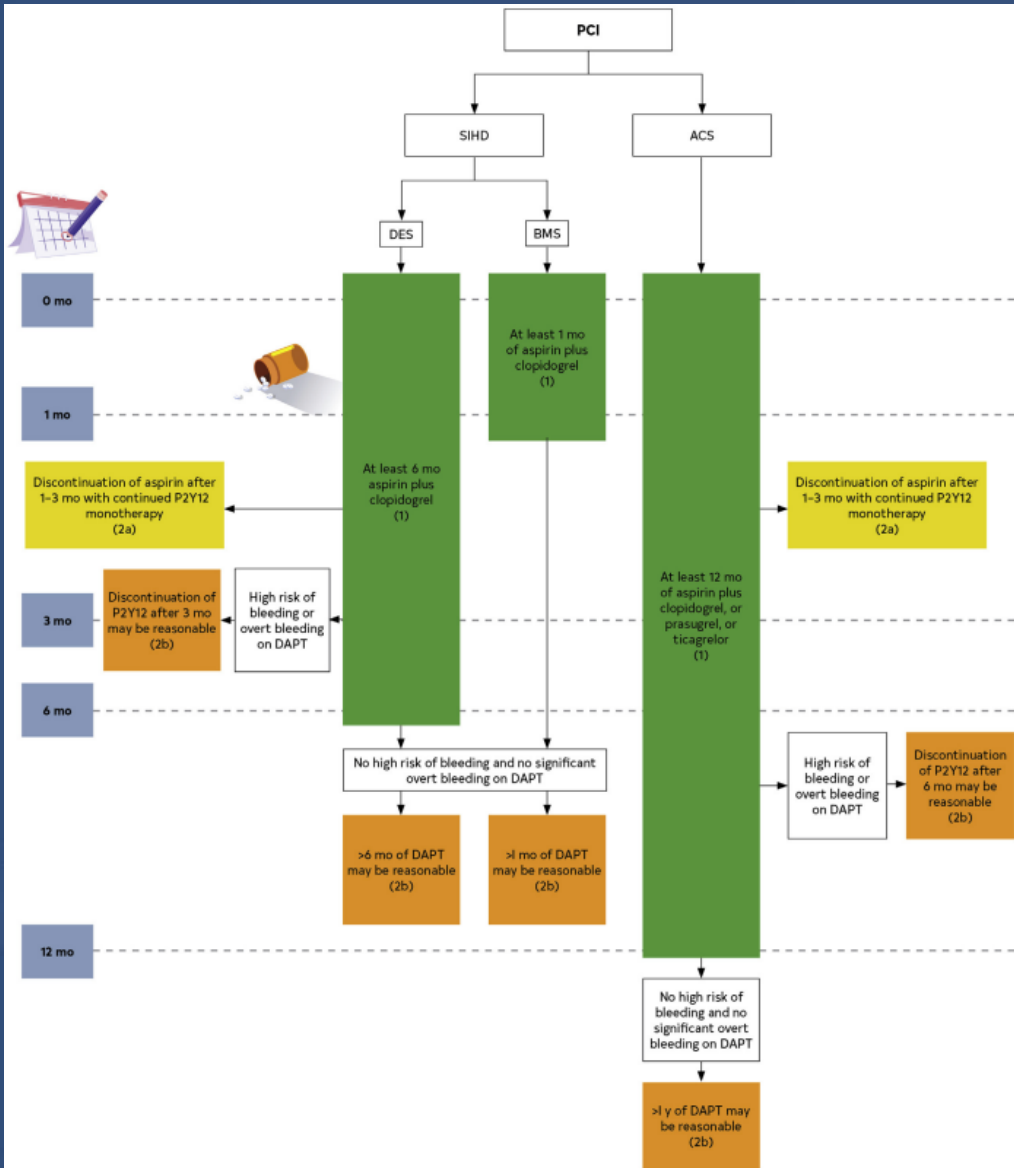 PCI
SIHD
ACS
DES
BMS
0 mo
At least 1 mo
of aspirin plus
clopidogrel
(1)
1 mo
At least 6 mo
aspirin plus
clopidogrel
(1)
Discontinuation of aspirin after
1–3 mo with continued P2Y12
monotherapy
(2a)
Discontinuation of aspirin after
1–3 mo with continued P2Y12
monotherapy
(2a)
3 mo
Discontinuation of
P2Y12 after 3 mo
may be reasonable
(2b)
High risk of
bleeding or
overt bleeding
on DAPT
At least 12 mo
of aspirin plus
clopidogrel, or
prasugrel, or
ticagrelor
(1)
6 mo
No high risk of bleeding and no significant
overt bleeding on DAPT
High risk of
bleeding or
overt bleeding
on DAPT
Discontinuation
of P2Y12 after
6 mo may be
reasonable
(2b)
>6 mo of DAPT
may be reasonable
(2b)
>l mo of DAPT
may be reasonable
(2b)
12 mo
No high risk of
bleeding and no
significant overt
bleeding on DAPT
>l y of DAPT may
be reasonable
(2b)